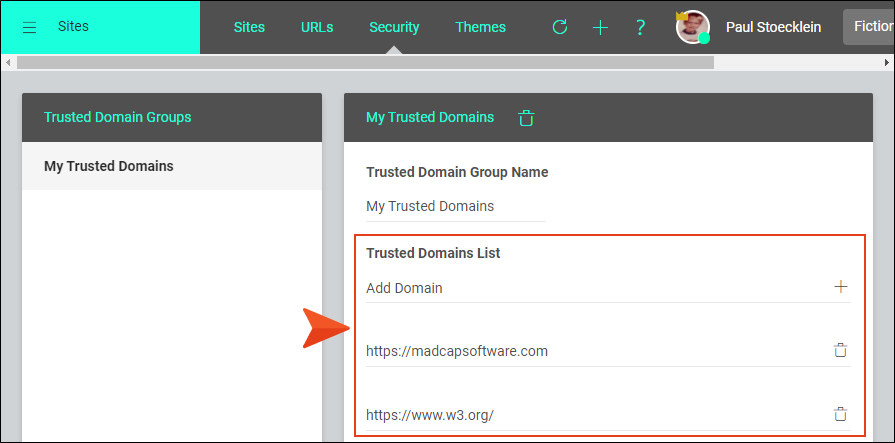 Sites
Sites URLs Security Themes ? Paul Stoecklein Fiction
Trusted Domain Groups
My Trusted Domains
My Trusted Domains
Trusted Domain Group Name
My Trusted Domains
Trusted Domains List
Add Domain
https://madcapsoftware.com
https://www.w3.org/